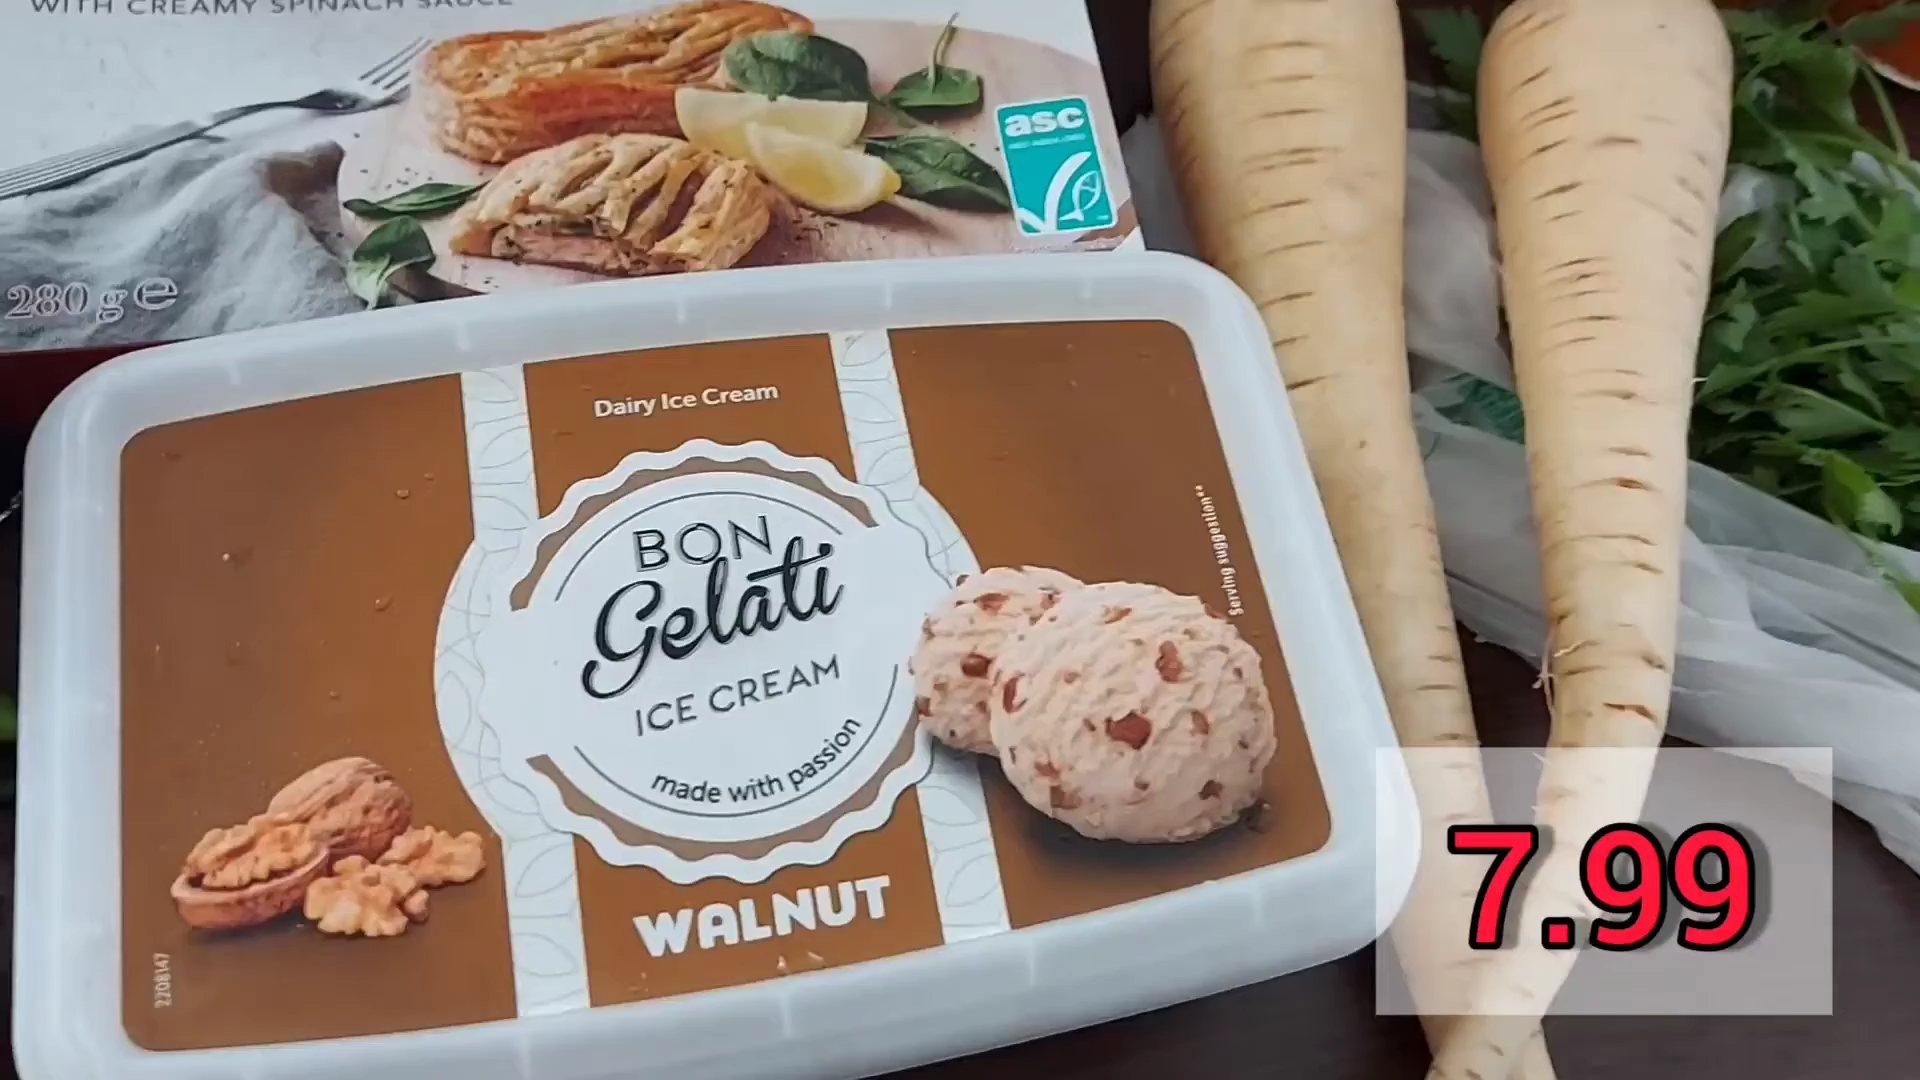 WITH CREAMY SPINACH SAUCE
asc
280 g e
Dairy Ice Cream
BON
Gelati
ICE CREAM
made with passion
WALNUT
Serving suggestion**
2208147
7.99